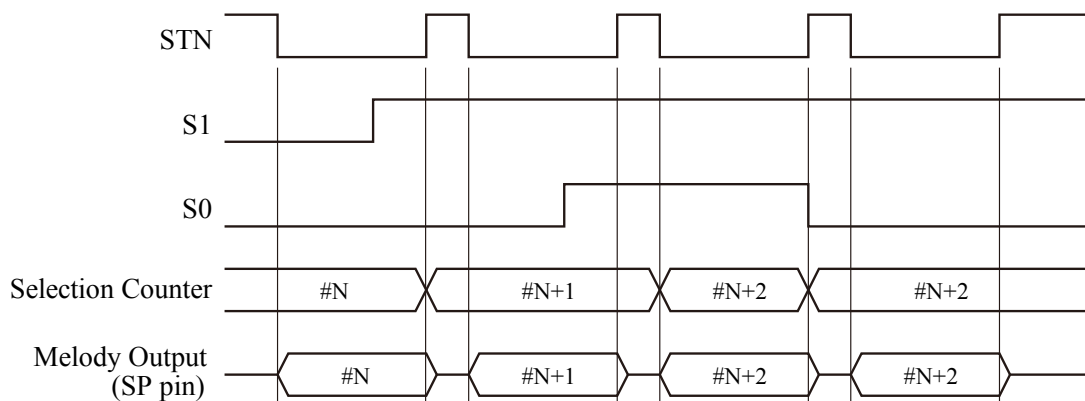 STN
S1
S0
Selection Counter #N #N+1 #N+2 #N+2
Melody Output
(SP pin) #N #N+1 #N+2 #N+2